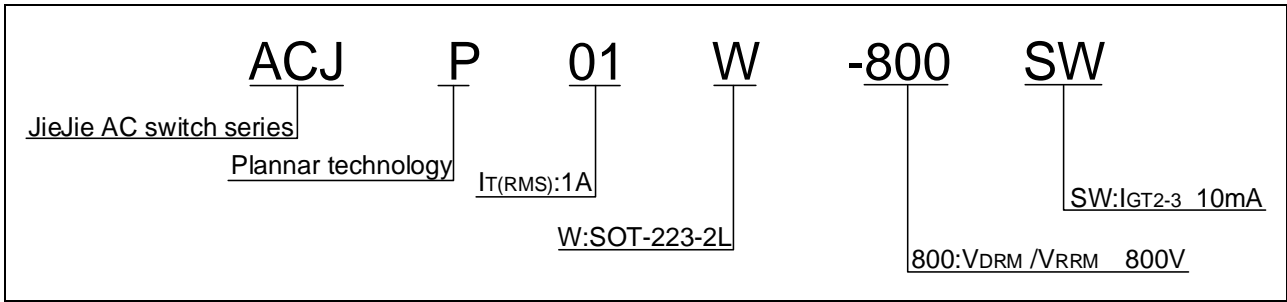 ACJ P 01 W -800 SW
JieJie AC switch series
Plannar technology
IT(RMS):1A
SW:IGT2-3 10mA
W:SOT-223-2L
800:VDRM /VRRM 800V